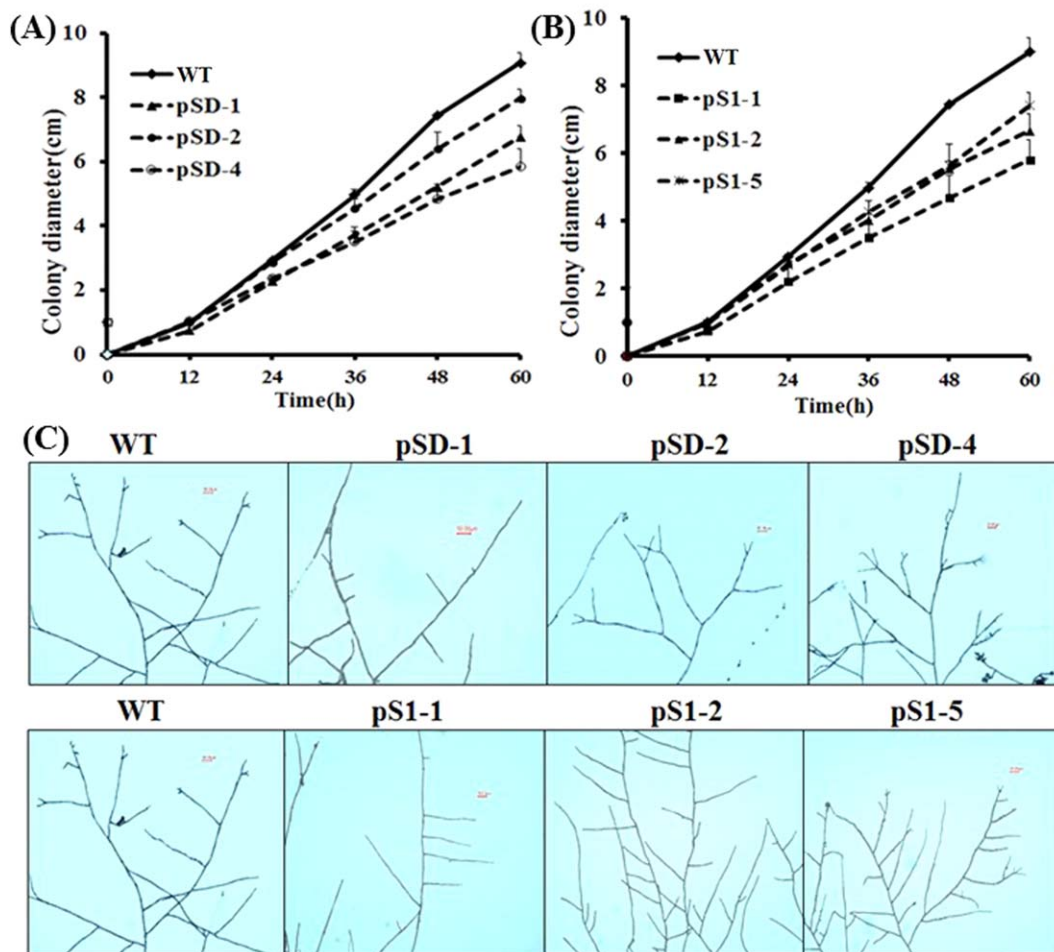 (A)
10
8
6
4
2
0
Colony diameter(cm)
WT
pSD-1
pSD-2
pSD-4
0 12 24 36 48 60
Time(h)
(B)
10
8
6
4
2
0
Colony diameter(cm)
WT
pS1-1
pS1-2
pS1-5
0 12 24 36 48 60
Time(h)
(C)
WT pSD-1 pSD-2 pSD-4
WT pS1-1 pS1-2 pS1-5